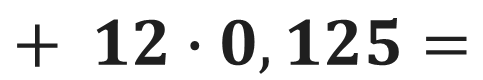 + 12 · 0,125 =